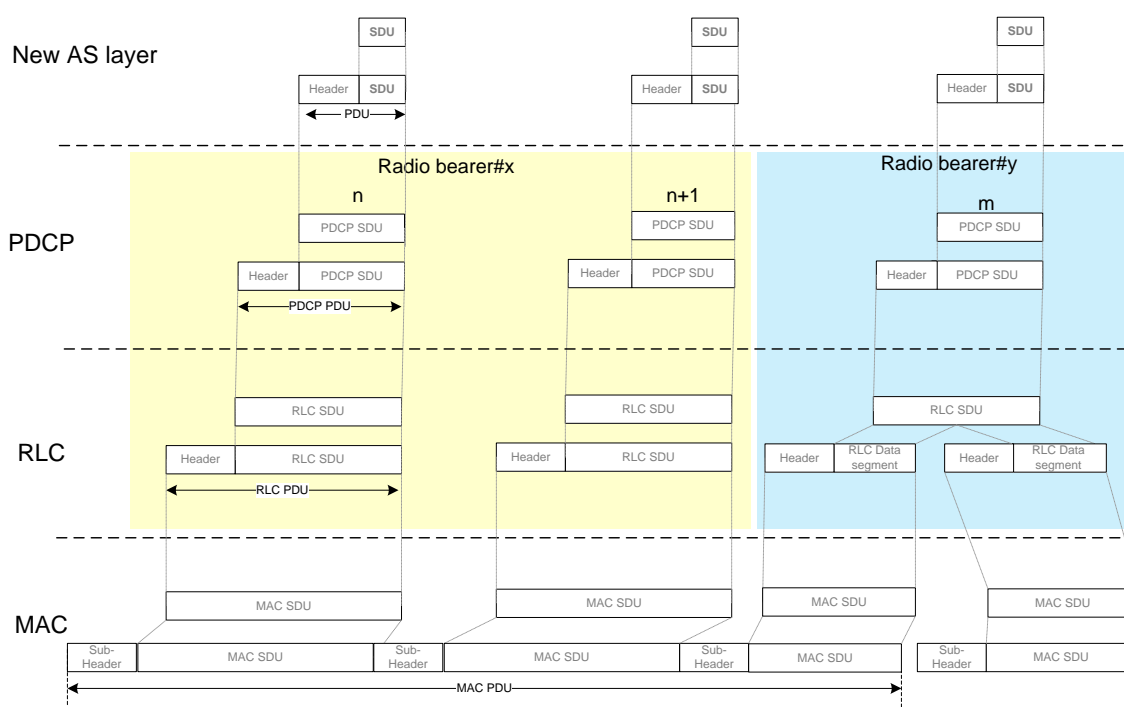 SDU SDU SDU
New AS layer
Header SDU Header SDU Header SDU
PDU
Radio bearer#x Radio bearer#y
n n+1 m
PDCP SDU PDCP SDU PDCP SDU
PDCP
Header PDCP SDU Header PDCP SDU Header PDCP SDU
PDCP PDU
RLC SDU RLC SDU RLC SDU
RLC
Header RLC SDU Header RLC SDU Header RLC Data
segment Header RLC Data
segment
RLC PDU
MAC SDU MAC SDU MAC SDU MAC SDU
MAC
Sub-
Header MAC SDU Sub-
Header MAC SDU Sub-
Header MAC SDU Sub-
Header MAC SDU
MAC PDU